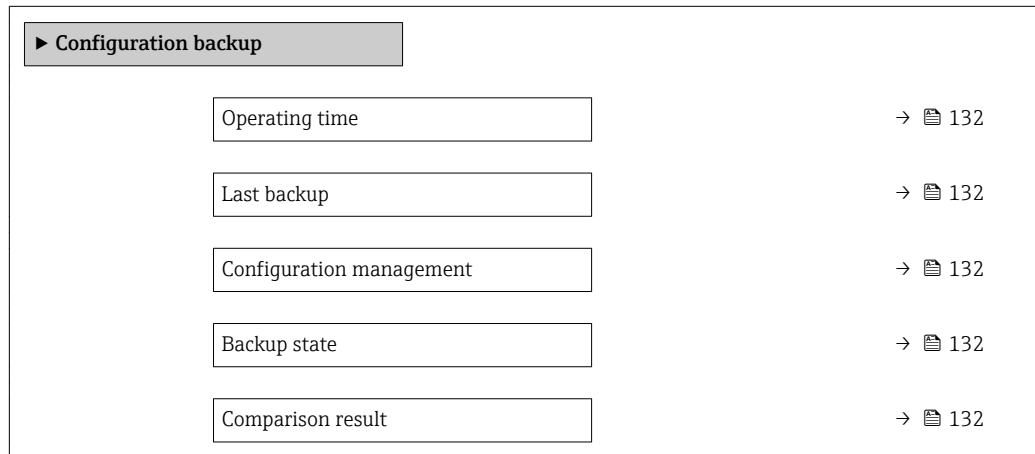 ▶ Configuration backup
Operating time → 132
Last backup → 132
Configuration management → 132
Backup state → 132
Comparison result → 132